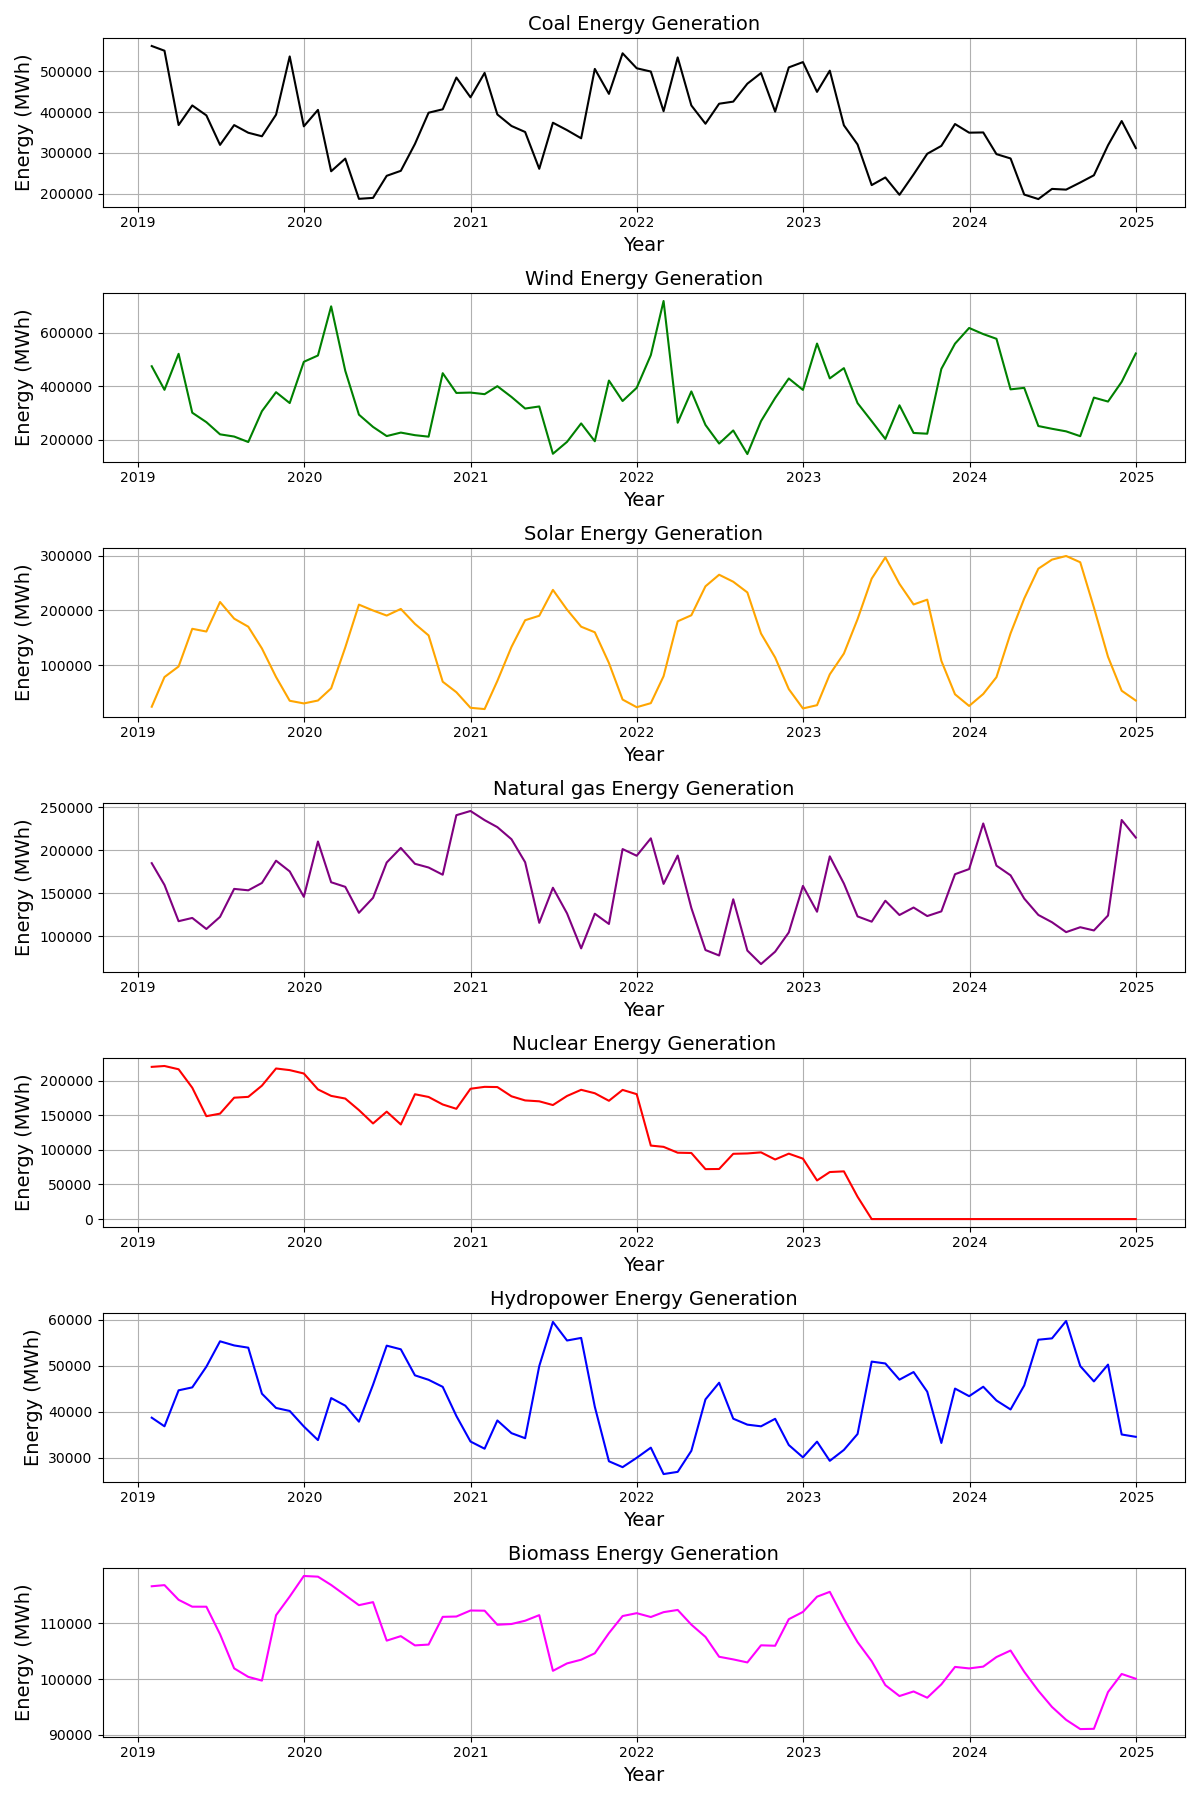 Coal Energy Generation
Energy (MWh)
500000
400000
300000
200000
2019 2020 2021 2022 2023 2024 2025
Year
Wind Energy Generation
Energy (MWh)
600000
400000
200000
2019 2020 2021 2022 2023 2024 2025
Year
Solar Energy Generation
Energy (MWh)
300000
200000
100000
2019 2020 2021 2022 2023 2024 2025
Year
Natural gas Energy Generation
Energy (MWh)
250000
200000
150000
100000
2019 2020 2021 2022 2023 2024 2025
Year
Nuclear Energy Generation
Energy (MWh)
200000
150000
100000
50000
0
2019 2020 2021 2022 2023 2024 2025
Year
Hydropower Energy Generation
Energy (MWh)
60000
50000
40000
30000
2019 2020 2021 2022 2023 2024 2025
Year
Biomass Energy Generation
Energy (MWh)
110000
100000
90000
2019 2020 2021 2022 2023 2024 2025
Year